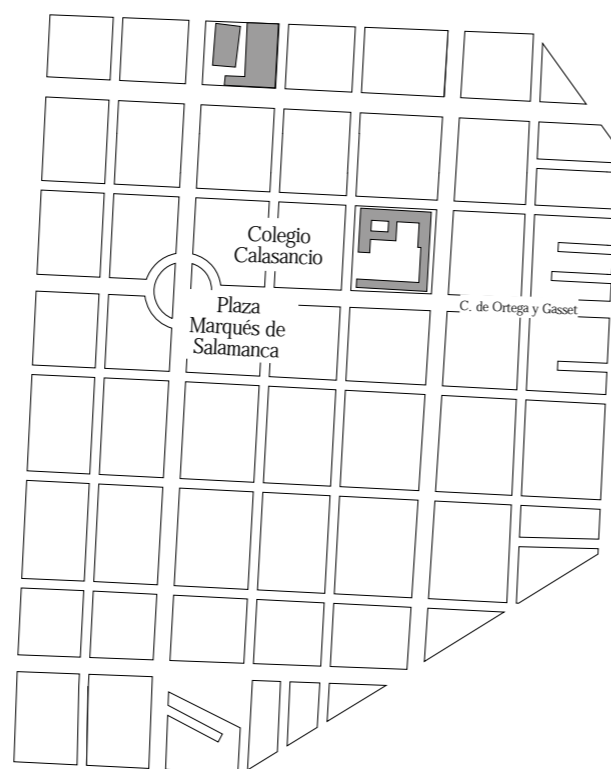 Colegio
Calasancio
Plaza
Marqués de
Salamanca
C. de Ortega y Gasset